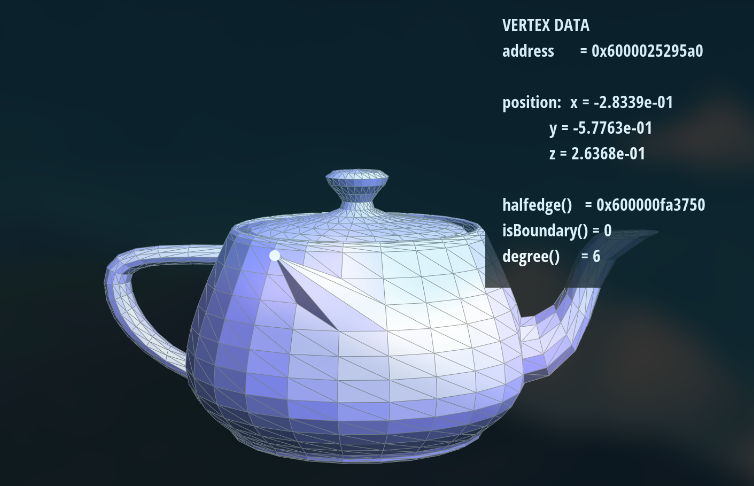 VERTEX DATA
address = 0x6000025295a0
position: x = -2.8339e-01
y = -5.7763e-01
z = 2.6368e-01
halfedge() = 0x600000fa3750
isBoundary() = 0
degree() = 6